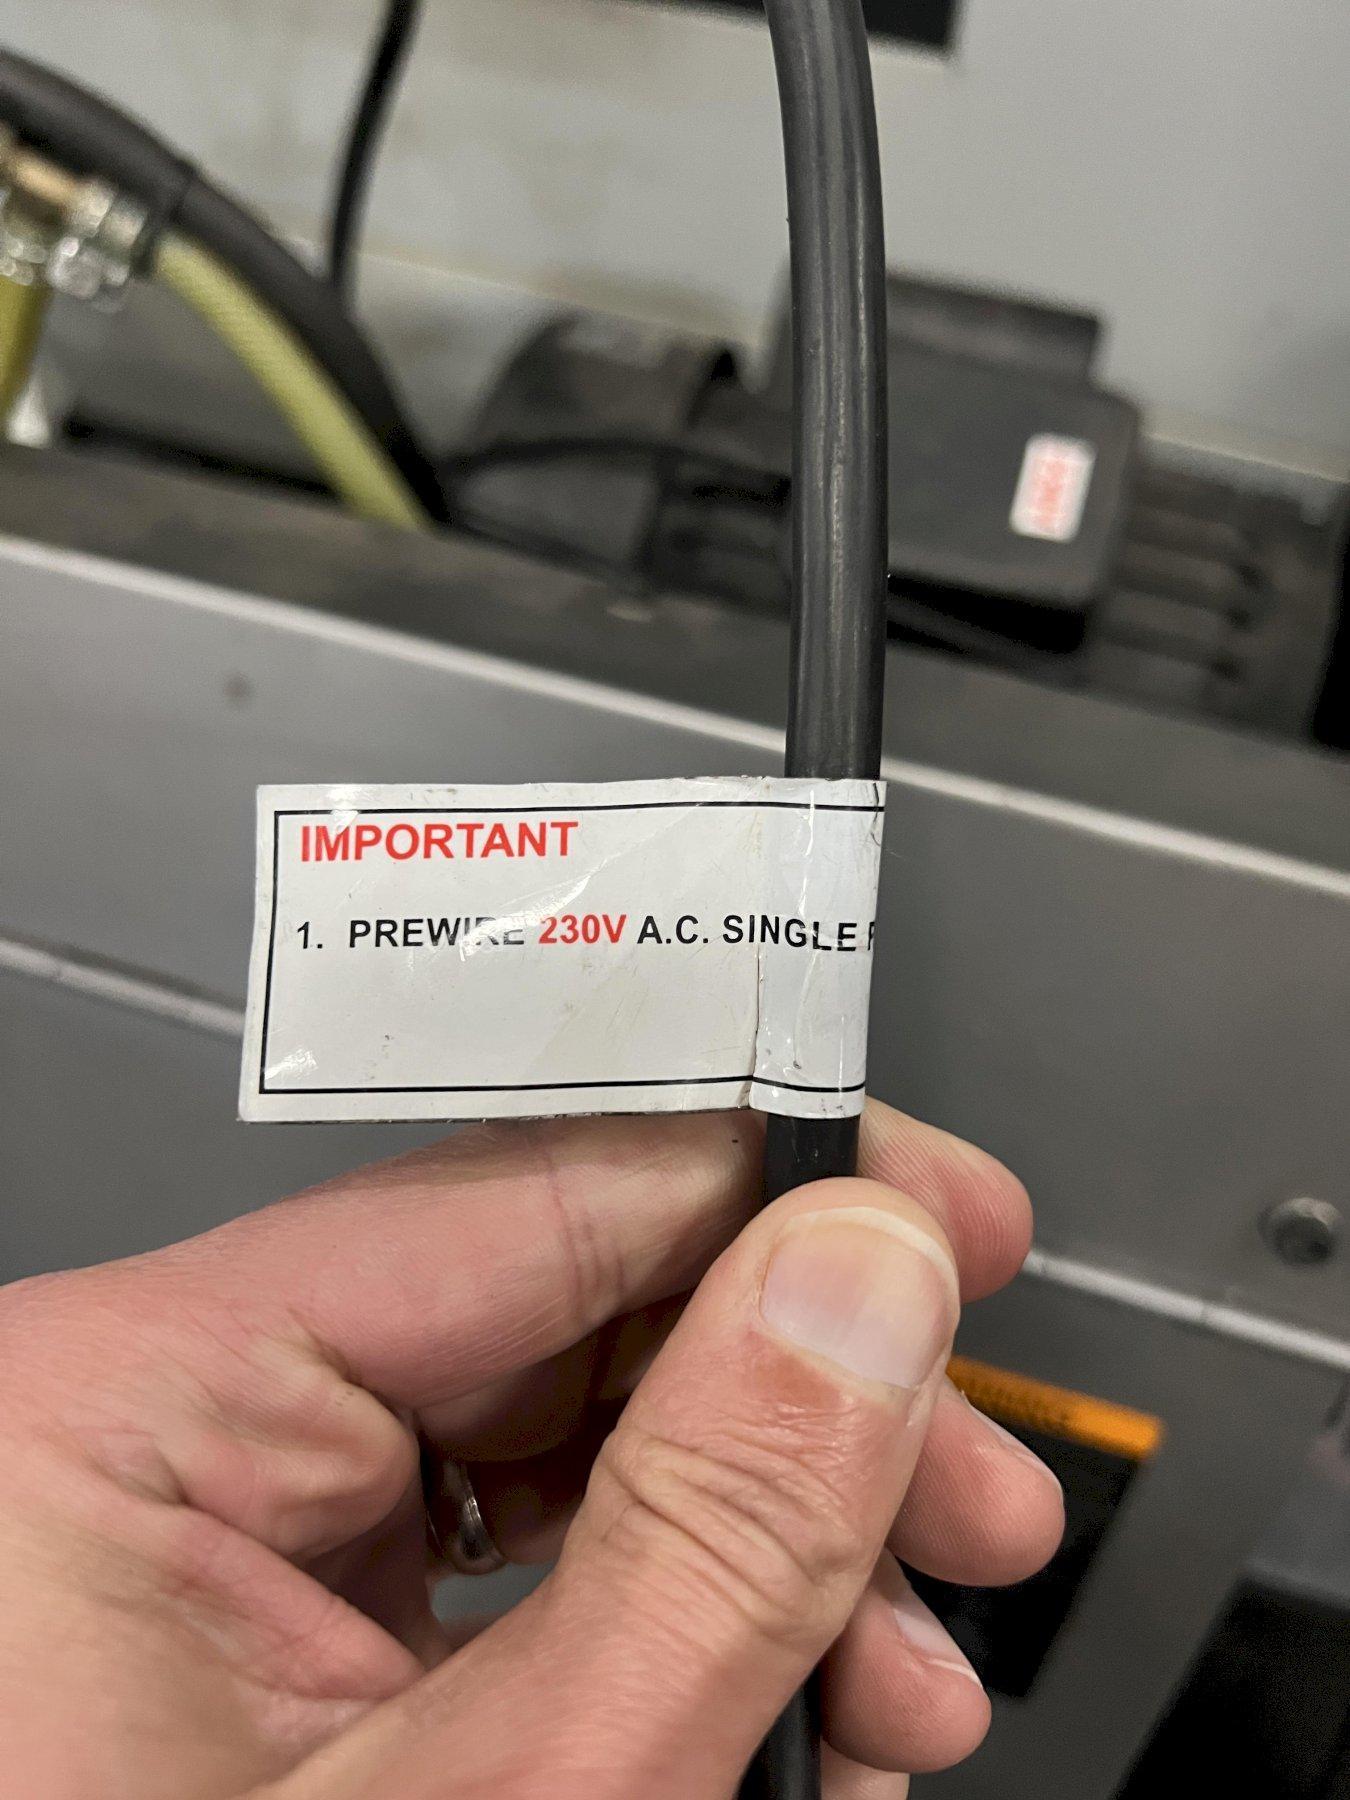 IMPORTANT
1. PREWIRE 230V A.C. SINGLE